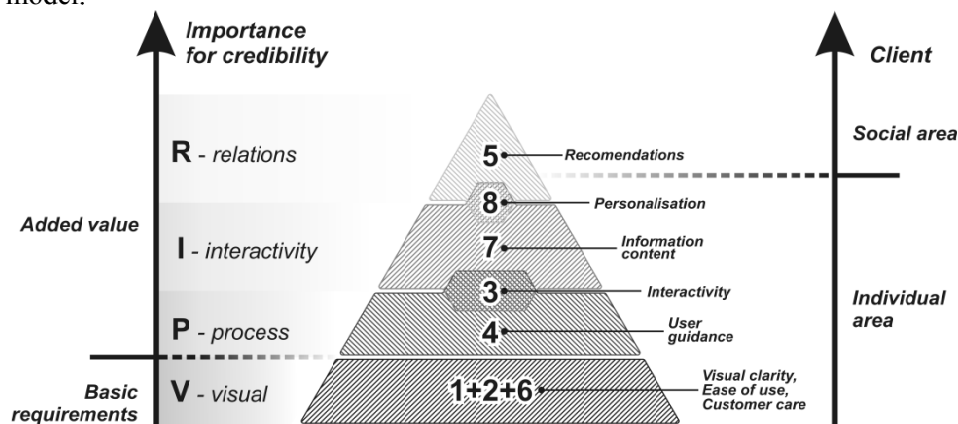 model.
Importance
for credibility
Client
R - relations
5
Recomendations
Social area
8
Personalisation
Added value
I - interactivity
7
Information
content
3
Interactivity
Individual
area
P - process
4
User
guidance
Basic
requirements
V - visual
1+2+6
Visual clarity,
Ease of use,
Customer care